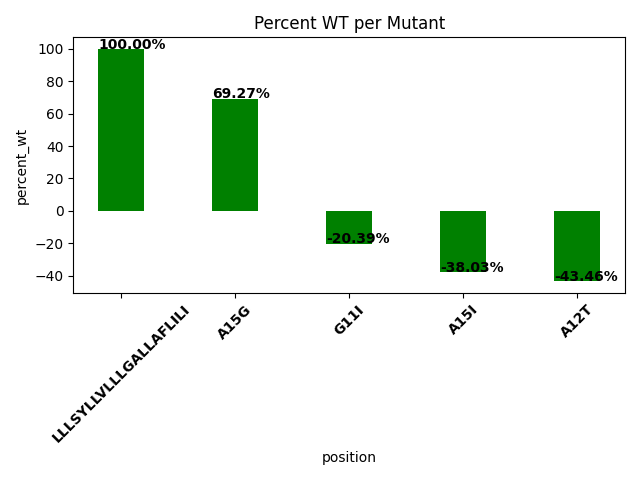 Percent WT per Mutant
percent_wt
100
80
60
40
20
0
−20
−40
100.00%
69.27%
-20.39%
-38.03%
-43.46%
LLLSYLLVLLLGALLAFLILI
A15G
G11I
A15I
A12T
position